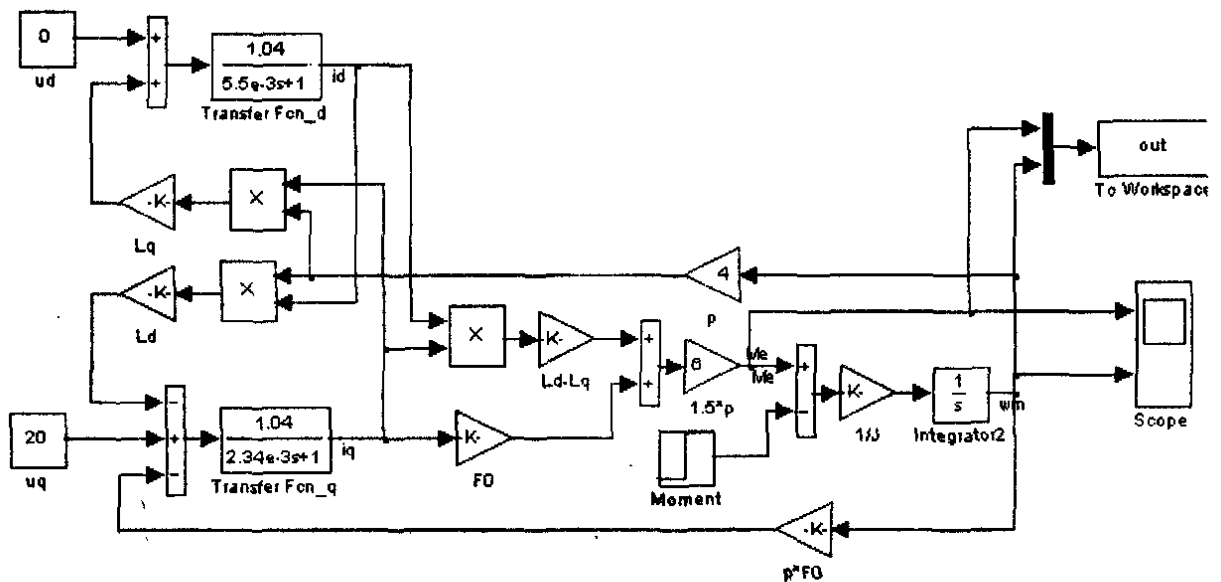 0
ud
+
+
1.04
5.5e-3s+1
id
Transfer Fcn_d
out
To Workspace
-K-
Lq
×
-K-
Ld
×
4
p
×
K-
Ld-Lq
+
+
6
1.5*p
Me
Me
+
-
K-
1/J
1
s
Integrator2
wm
Scope
20
uq
-
+
-
1.04
2.34e-3s+1
iq
Transfer Fcn_q
K-
F0
Moment
-K-
p*F0